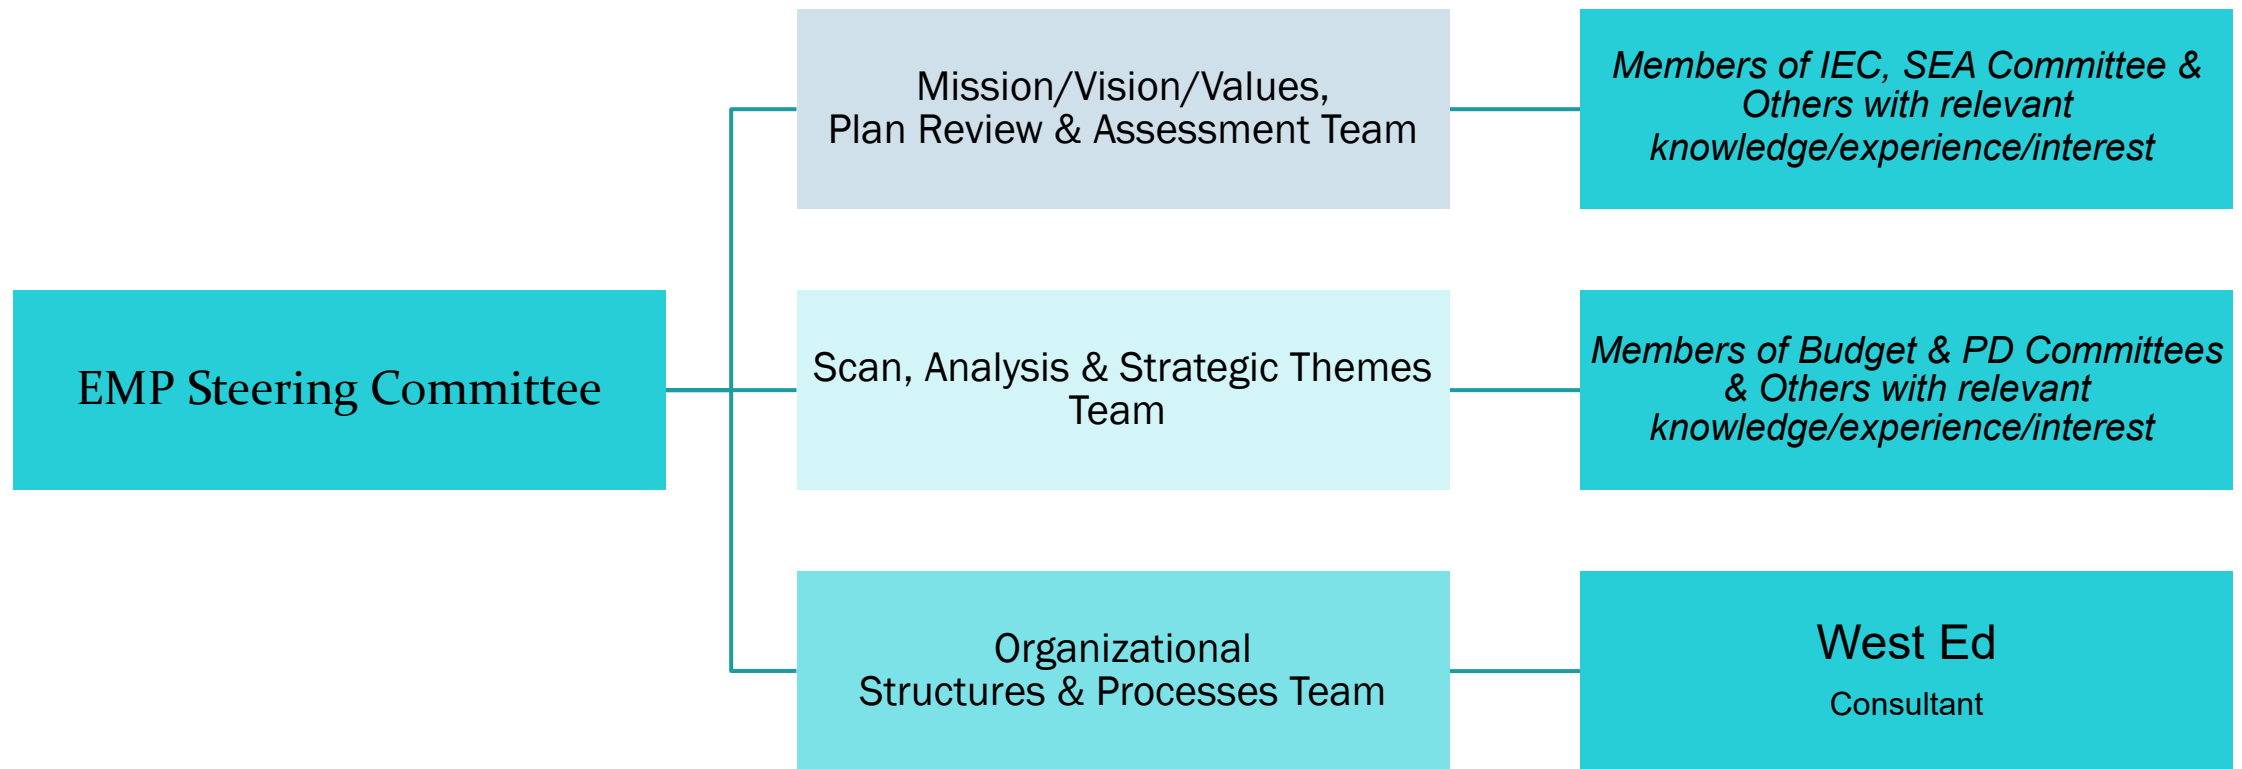 EMP Steering Committee
Mission/Vision/Values,
Plan Review & Assessment Team
Members of IEC, SEA Committee &
Others with relevant
knowledge/experience/interest
Scan, Analysis & Strategic Themes
Team
Members of Budget & PD Committees
& Others with relevant
knowledge/experience/interest
Organizational
Structures & Processes Team
West Ed
Consultant